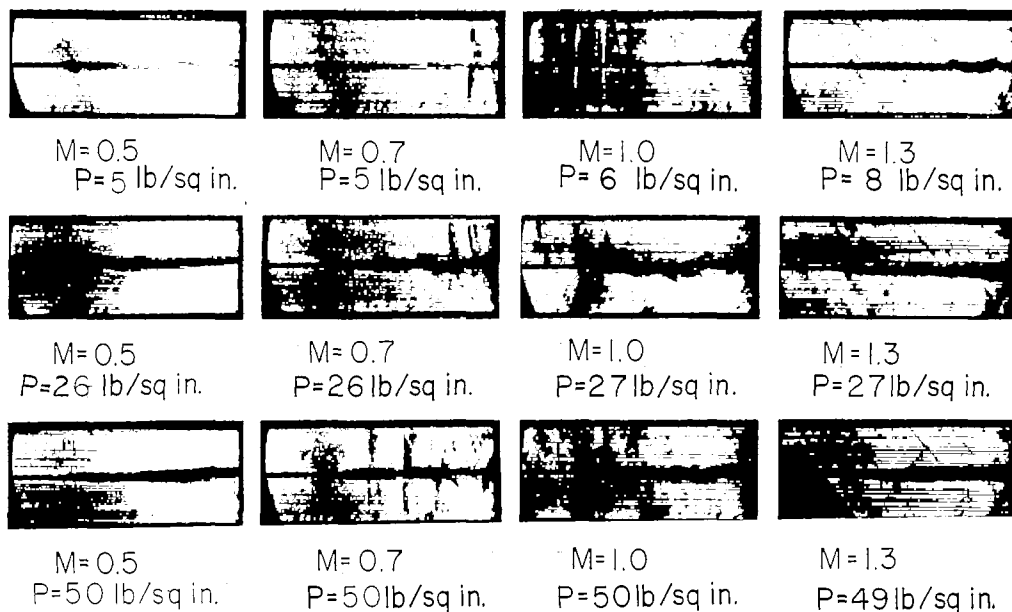 M=0.5
P=5 lb/sq in.
M=0.7
P=5 lb/sq in.
M=1.0
P=6 lb/sq in.
M=1.3
P=8 lb/sq in.
M=0.5
P=26 lb/sq in.
M=0.7
P=26 lb/sq in.
M=1.0
P=27 lb/sq in.
M=1.3
P=27 lb/sq in.
M=0.5
P=50 lb/sq in.
M=0.7
P=50 lb/sq in.
M=1.0
P=50 lb/sq in.
M=1.3
P=49 lb/sq in.